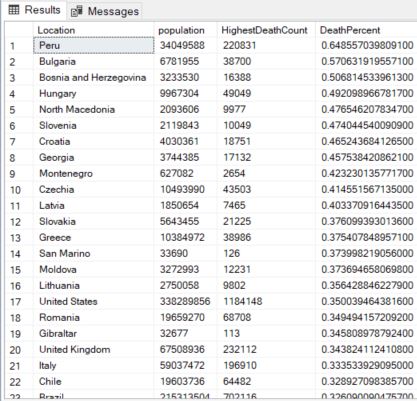 Results Messages
Location population HighestDeathCount DeathPercent
1 Peru 34049588 220831 0.648557039809100
2 Bulgaria 6781955 38700 0.570631919557100
3 Bosnia and Herzegovina 3233530 16388 0.506814533961300
4 Hungary 9967304 49049 0.492098966781700
5 North Macedonia 2093606 9977 0.476546207834700
6 Slovenia 2119843 10049 0.474044540090900
7 Croatia 4030361 18751 0.465243684126500
8 Georgia 3744385 17132 0.457538420862100
9 Montenegro 627082 2654 0.423230135771700
10 Czechia 10493990 43503 0.414551567135000
11 Latvia 1850654 7465 0.403370916443500
12 Slovakia 5643455 21225 0.376099393013600
13 Greece 10384972 38986 0.375407848957100
14 San Marino 33690 126 0.373998219056000
15 Moldova 3272993 12231 0.373694658069800
16 Lithuania 2750058 9802 0.356428846227900
17 United States 338289856 1184148 0.350039464381600
18 Romania 19659270 68708 0.349494157209200
19 Gibraltar 32677 113 0.345808978792400
20 United Kingdom 67508936 232112 0.343824112410800
21 Italy 59037472 196910 0.333533929095000
22 Chile 19603736 64482 0.328927098385700
23 Brazil 215313504 702116 0.326090090475700